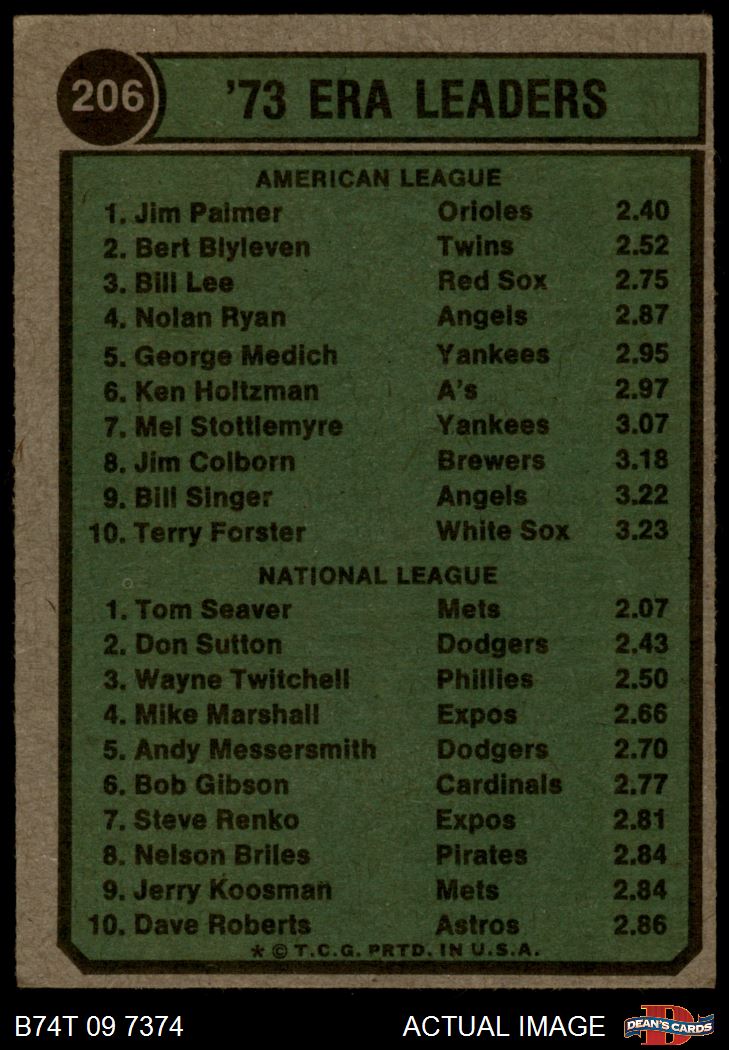 206 '73 ERA LEADERS
AMERICAN LEAGUE
1. Jim Palmer Orioles 2.40
2. Bert Blyleven Twins 2.52
3. Bill Lee Red Sox 2.75
4. Nolan Ryan Angels 2.87
5. George Medich Yankees 2.95
6. Ken Holtzman A's 2.97
7. Mel Stottlemyre Yankees 3.07
8. Jim Colborn Brewers 3.18
9. Bill Singer Angels 3.22
10. Terry Forster White Sox 3.23
NATIONAL LEAGUE
1. Tom Seaver Mets 2.07
2. Don Sutton Dodgers 2.43
3. Wayne Twitchell Phillies 2.50
4. Mike Marshall Expos 2.66
5. Andy Messersmith Dodgers 2.70
6. Bob Gibson Cardinals 2.77
7. Steve Renko Expos 2.81
8. Nelson Briles Pirates 2.84
9. Jerry Koosman Mets 2.84
10. Dave Roberts Astros 2.86
* © T.C.G. PRTD. IN U.S.A.
B74T 09 7374 ACTUAL IMAGE D DEAN'S CARDS